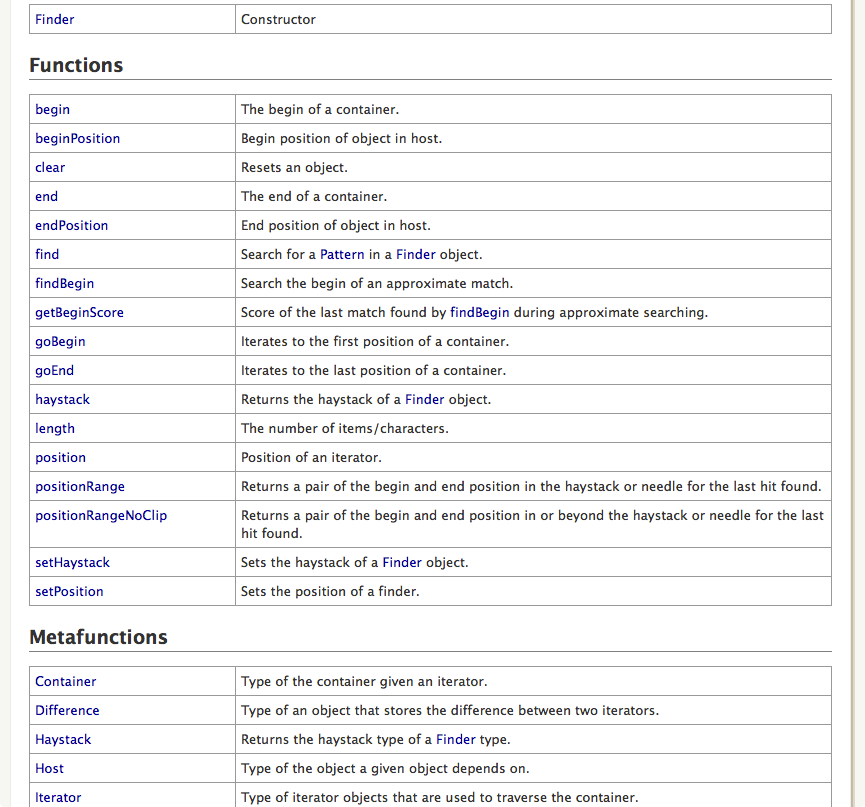 Finder Constructor
Functions
begin The begin of a container.
beginPosition Begin position of object in host.
clear Resets an object.
end The end of a container.
endPosition End position of object in host.
find Search for a Pattern in a Finder object.
findBegin Search the begin of an approximate match.
getBeginScore Score of the last match found by findBegin during approximate searching.
goBegin Iterates to the first position of a container.
goEnd Iterates to the last position of a container.
haystack Returns the haystack of a Finder object.
length The number of items/characters.
position Position of an iterator.
positionRange Returns a pair of the begin and end position in the haystack or needle for the last hit found.
positionRangeNoClip Returns a pair of the begin and end position in or beyond the haystack or needle for the last
hit found.
setHaystack Sets the haystack of a Finder object.
setPosition Sets the position of a finder.
Metafunctions
Container Type of the container given an iterator.
Difference Type of an object that stores the difference between two iterators.
Haystack Returns the haystack type of a Finder type.
Host Type of the object a given object depends on.
Iterator Type of iterator objects that are used to traverse the container.